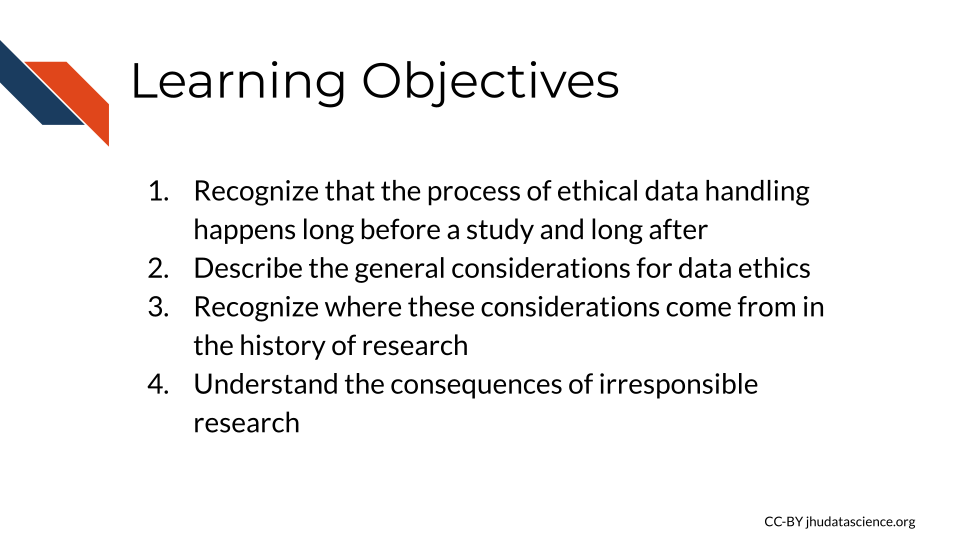 Learning Objectives
1. Recognize that the process of ethical data handling
happens long before a study and long after
2. Describe the general considerations for data ethics
3. Recognize where these considerations come from in
the history of research
4. Understand the consequences of irresponsible
research
CC-BY jhudatascience.org